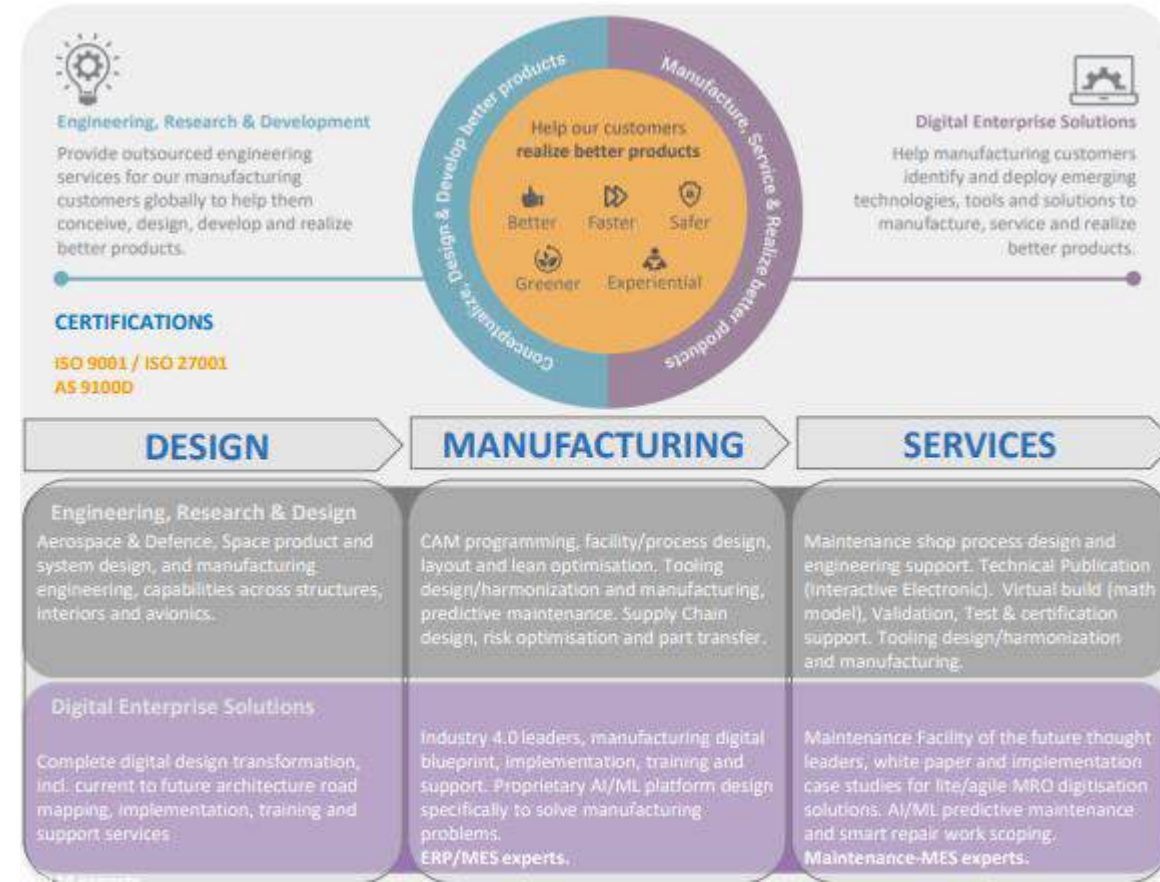 Engineering, Research & Development
Provide outsourced engineering
services for our manufacturing
customers globally to help them
conceive, design, develop and realize
better products.
Conceptualize, Design & Develop better products
Manufacture, Service & Realize better products
Help our customers
realize better products
Better Faster Safer
Greener Experiential
Digital Enterprise Solutions
Help manufacturing customers
identify and deploy emerging
technologies, tools and solutions to
manufacture, service and realize
better products.
CERTIFICATIONS
ISO 9001 / ISO 27001
AS 9100D
DESIGN
MANUFACTURING
SERVICES
Engineering, Research & Design
Aerospace & Defence, Space product and
system design, and manufacturing
engineering, capabilities across structures,
interiors and avionics.
CAM programming, facility/process design,
layout and lean optimisation. Tooling
design/harmonization and manufacturing,
predictive maintenance. Supply Chain
design, risk optimisation and part transfer.
Maintenance shop process design and
engineering support. Technical Publication
(Interactive Electronic). Virtual build (math
model), Validation, Test & certification
support. Tooling design/harmonization
and manufacturing.
Digital Enterprise Solutions
Complete digital design transformation,
incl. current to future architecture road
mapping, implementation, training and
support services
Industry 4.0 leaders, manufacturing digital
blueprint, implementation, training and
support. Proprietary AI/ML platform design
specifically to solve manufacturing
problems.
ERP/MES experts.
Maintenance Facility of the future thought
leaders, white paper and implementation
case studies for lite/agile MRO digitisation
solutions. AI/ML predictive maintenance
and smart repair work scoping.
Maintenance-MES experts.